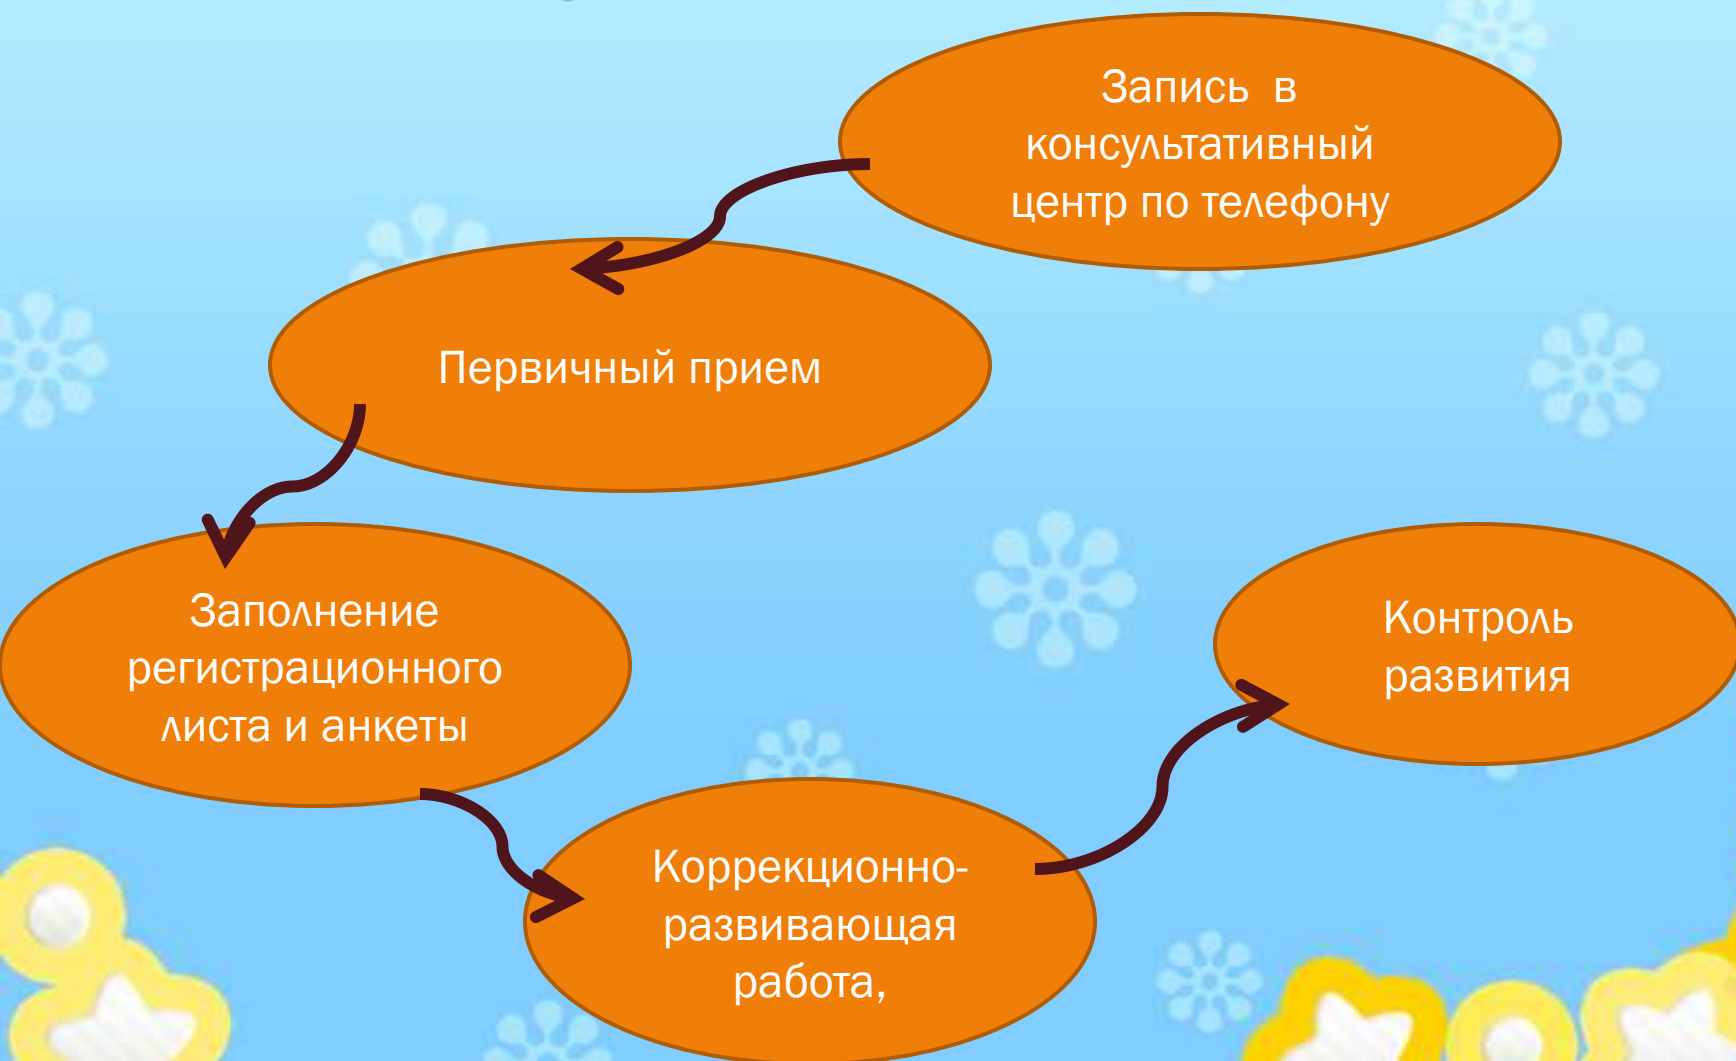 Запись в
консультативный
центр по телефону
Первичный прием
Заполнение
регистрационного
листа и анкеты
Коррекционно-
развивающая
работа,
Контроль
развития